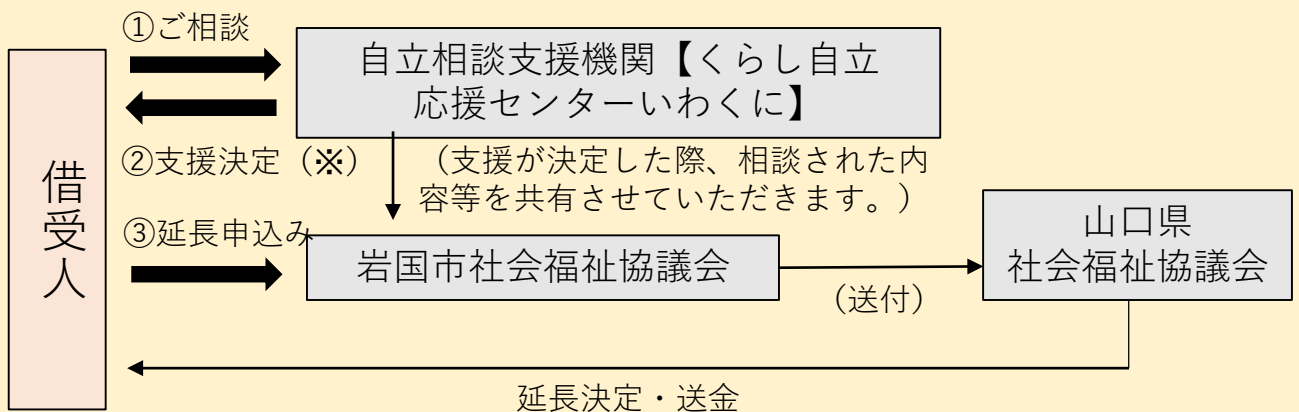 ①ご相談
自立相談支援機関【くらし自立
応援センターいわくに】
借受人
②支援決定（※）
（支援が決定した際、相談された内
容等を共有させていただきます。）
③延長申込み
岩国市社会福祉協議会
（送付）
山口県
社会福祉協議会
延長決定・送金